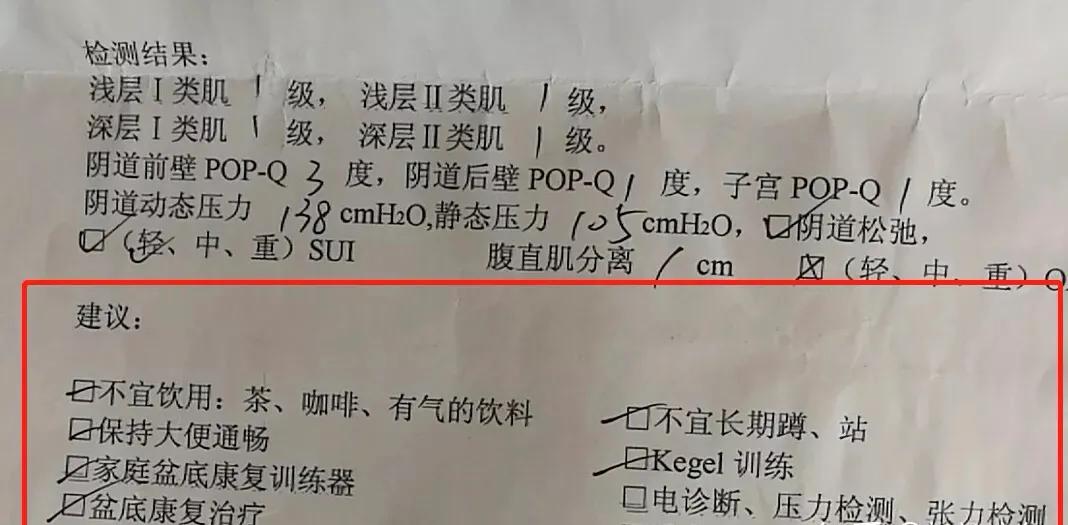 检测结果：
浅层Ⅰ类肌 1 级， 浅层Ⅱ类肌 1 级，
深层Ⅰ类肌 1 级， 深层Ⅱ类肌 1 级。
阴道前壁 POP-Q 3 度，阴道后壁 POP-Q 1 度，子宫 POP-Q 1 度。
阴道动态压力 138 cmH2O,静态压力 105 cmH2O，☑阴道松弛，
☑（轻、中、重）SUI 腹直肌分离 / cm ☒（轻、中、重）O
建议：
☑不宜饮用：茶、咖啡、有气的饮料 ☑不宜长期蹲、站
☑保持大便通畅 ☑Kegel 训练
☑家庭盆底康复训练器 □电诊断、压力检测、张力检测
☑盆底康复治疗